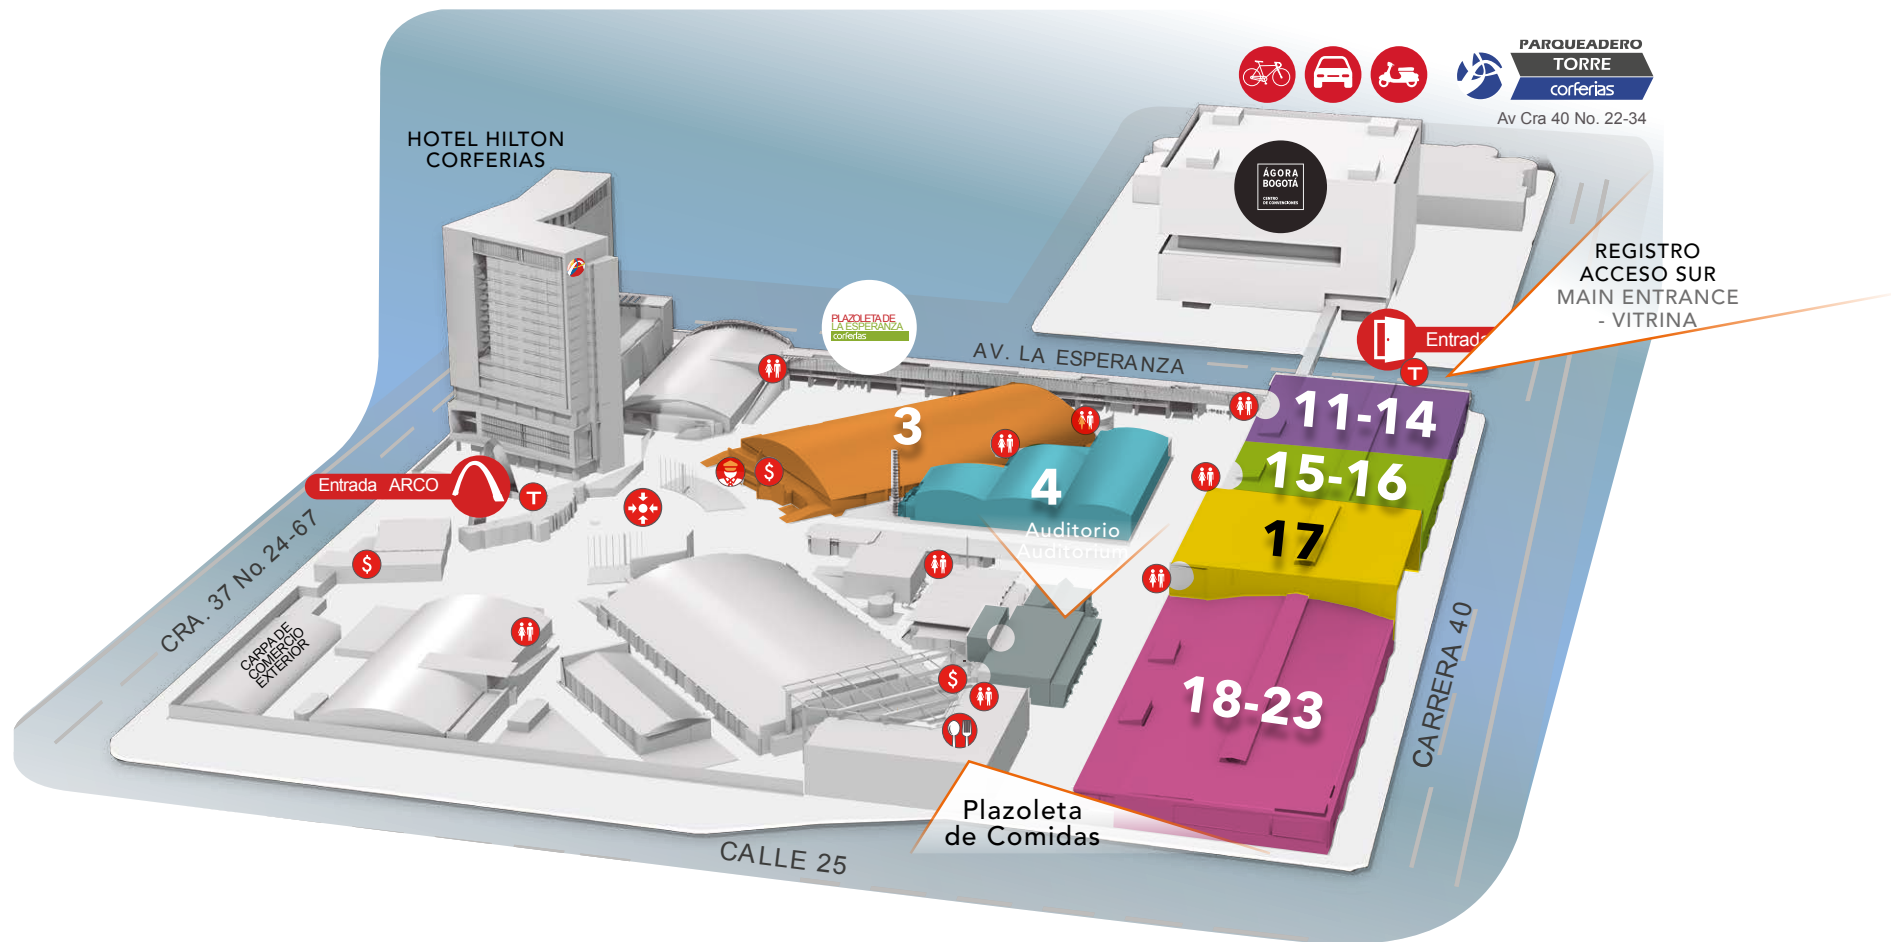 PARQUEADERO
TORRE
corferias
Av Cra 40 No. 22-34
HOTEL HILTON
CORFERIAS
ÁGORA
BOGOTÁ
CENTRO
DE CONVENCIONES
REGISTRO
ACCESO SUR
MAIN ENTRANCE
- VITRINA
PLAZOLETA DE
LA ESPERANZA
corferias
AV. LA ESPERANZA
Entrada
T
11-14
3
15-16
4
Auditorio
Auditorium
17
Entrada ARCO
T
$
$
CRA. 37 No. 24-67
CARPA DE
COMERCIO
EXTERIOR
$
18-23
CARRERA 40
Plazoleta
de Comidas
CALLE 25